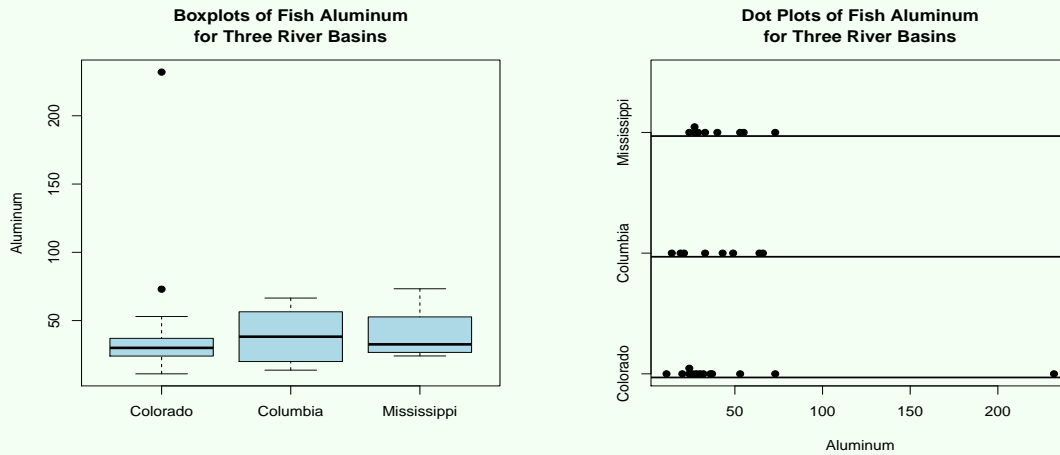 Boxplots of Fish Aluminum
for Three River Basins
Aluminum
200
150
100
50
Colorado
Columbia
Mississippi
Dot Plots of Fish Aluminum
for Three River Basins
Mississippi
Columbia
Colorado
50
100
150
200
Aluminum